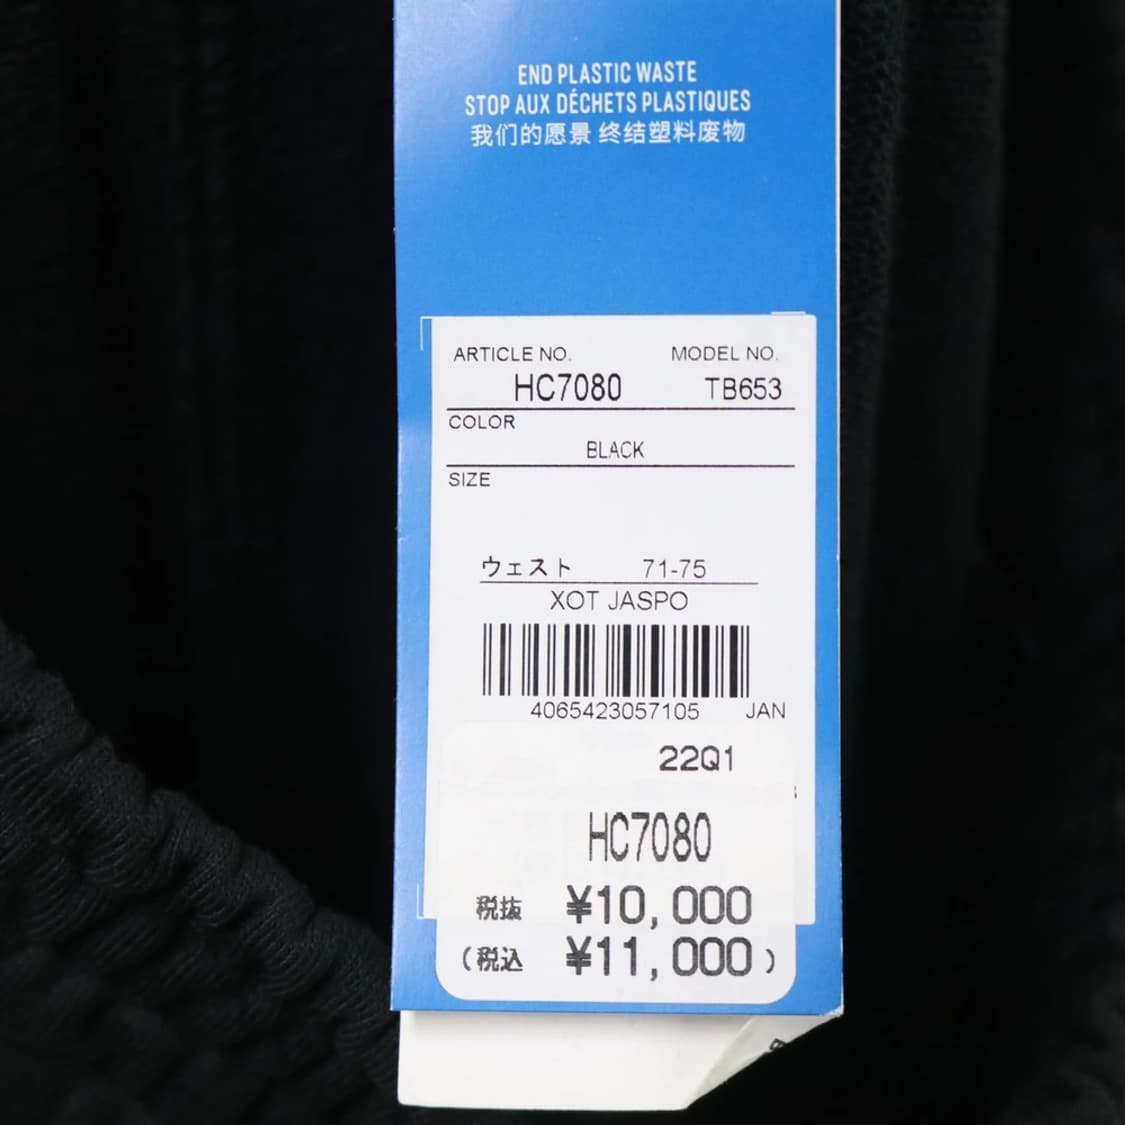 END PLASTIC WASTE
STOP AUX DÉCHETS PLASTIQUES
我们的愿景 终结塑料废物
ARTICLE NO. MODEL NO.
HC7080 TB653
COLOR
BLACK
SIZE
ウェスト 71-75
XOT JASPO
4065423057105 JAN
22Q1
HC7080
税抜 ¥10,000
(税込 ¥11,000)